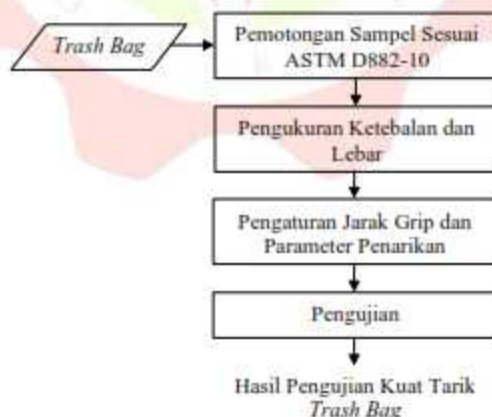 Trash Bag
Pemotongan Sampel Sesuai
ASTM D882-10
Pengukuran Ketebalan dan
Lebar
Pengaturan Jarak Grip dan
Parameter Penarikan
Pengujian
Hasil Pengujian Kuat Tarik
Trash Bag